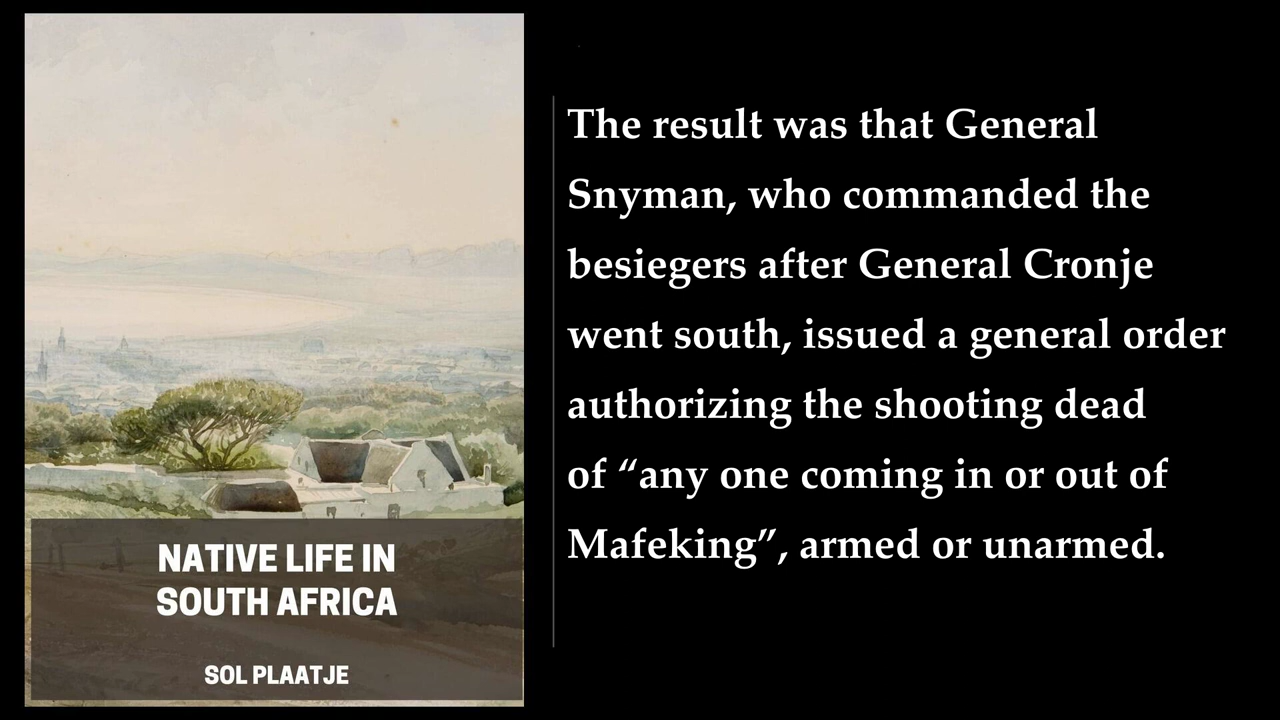 NATIVE LIFE IN
SOUTH AFRICA
SOL PLAATJE
The result was that General
Snyman, who commanded the
besiegers after General Cronje
went south, issued a general order
authorizing the shooting dead
of “any one coming in or out of
Mafeking”, armed or unarmed.